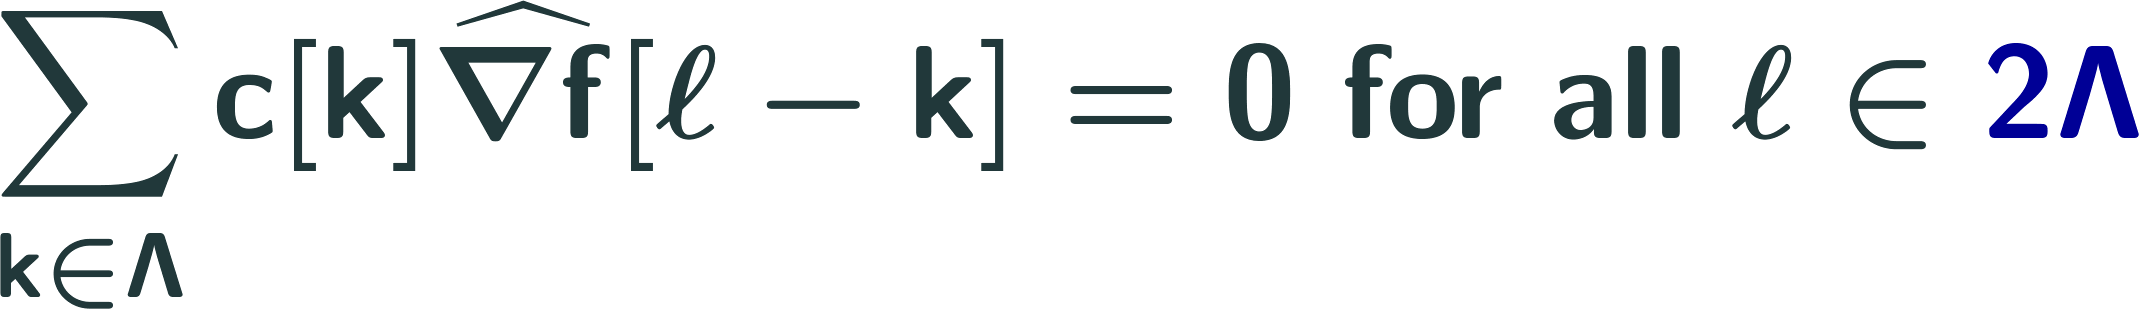 ∑ c[k]∇̂f[ℓ − k] = 0 for all ℓ ∈ 2Λ
k∈Λ